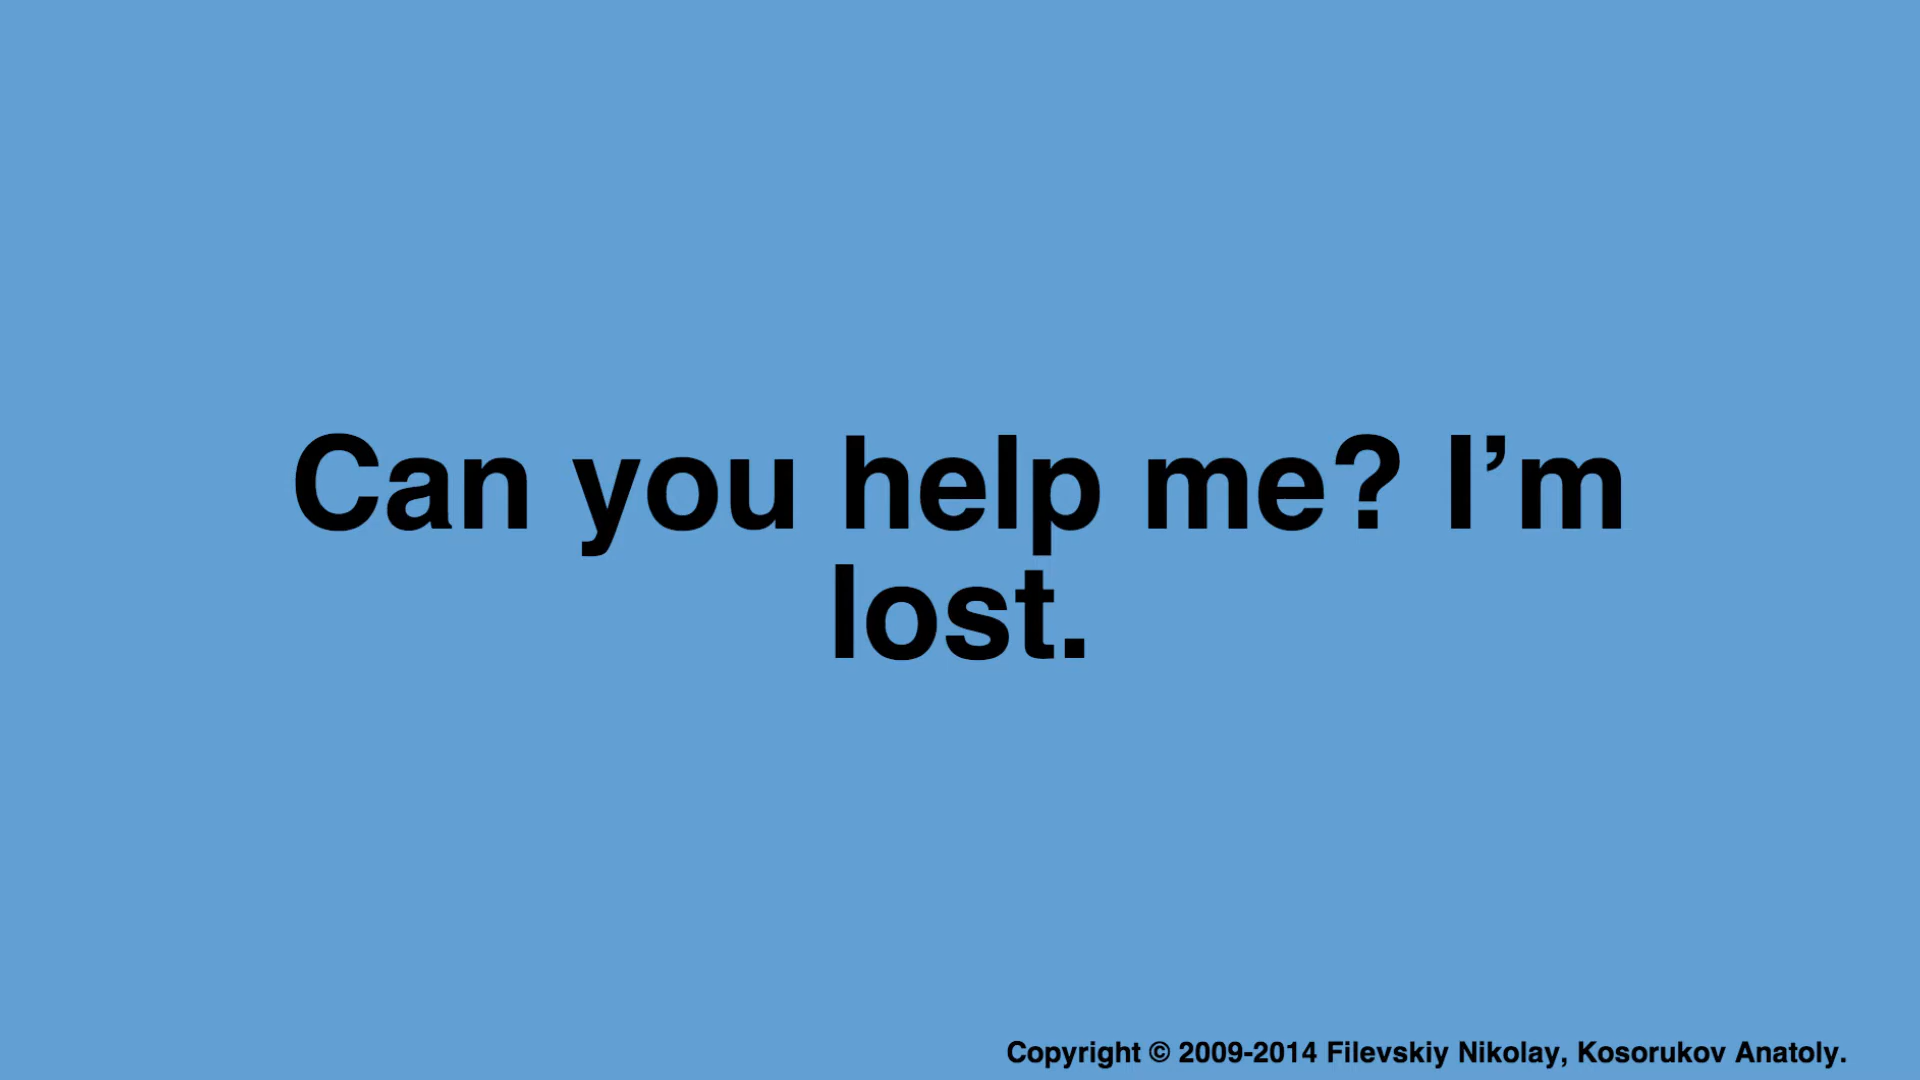 Can you help me? I’m
lost.
Copyright © 2009-2014 Filevskiy Nikolay, Kosorukov Anatoly.